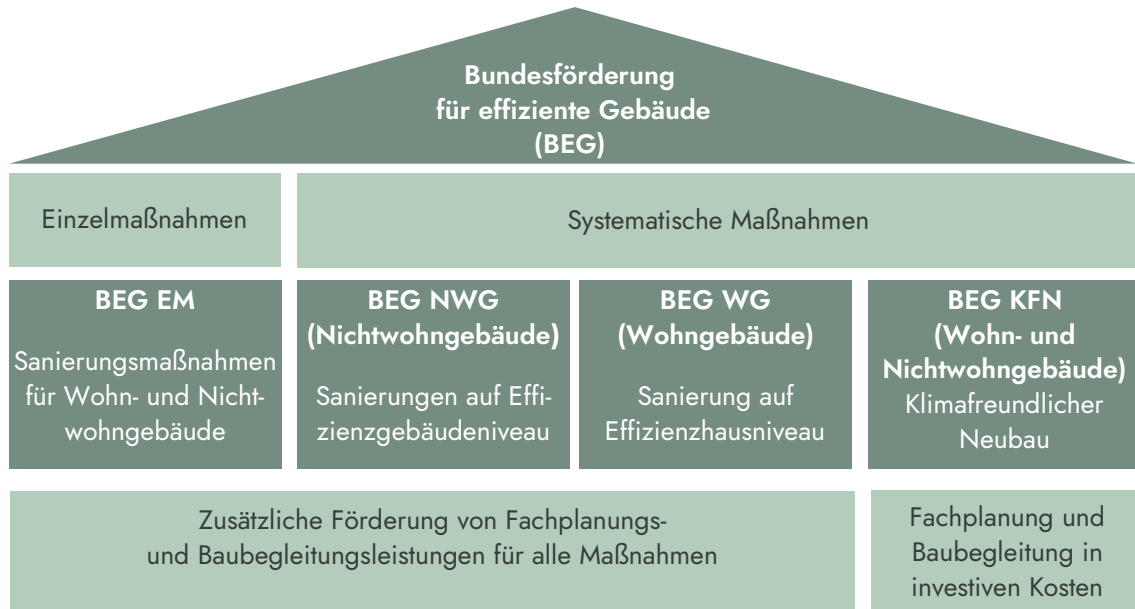 Bundesförderung
für effiziente Gebäude
(BEG)
Einzelmaßnahmen
Systematische Maßnahmen
BEG EM
Sanierungsmaßnahmen
für Wohn- und Nicht-
wohngebäude
BEG NWG
(Nichtwohngebäude)
Sanierungen auf Effi-
zienzgebäudeniveau
BEG WG
(Wohngebäude)
Sanierung auf
Effizienzhausniveau
BEG KFN
(Wohn- und
Nichtwohngebäude)
Klimafreundlicher
Neubau
Zusätzliche Förderung von Fachplanungs-
und Baubegleitungsleistungen für alle Maßnahmen
Fachplanung und
Baubegleitung in
investiven Kosten